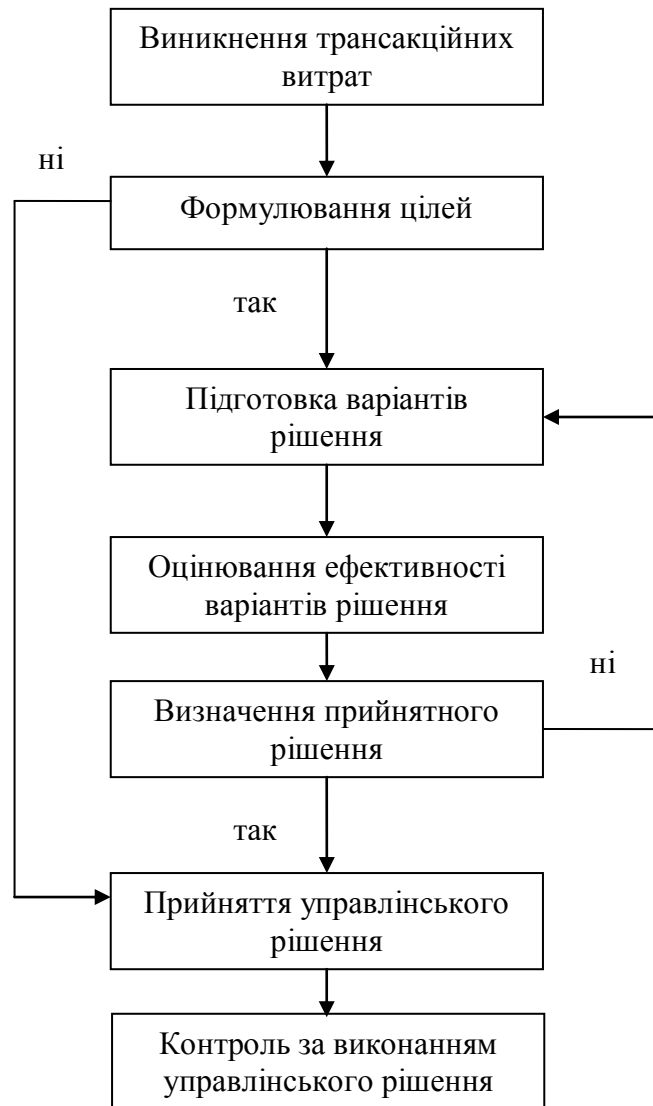 Виникнення трансакційних
витрат
ні
Формулювання цілей
так
Підготовка варіантів
рішення
Оцінювання ефективності
варіантів рішення
ні
Визначення прийнятного
рішення
так
Прийняття управлінського
рішення
Контроль за виконанням
управлінського рішення